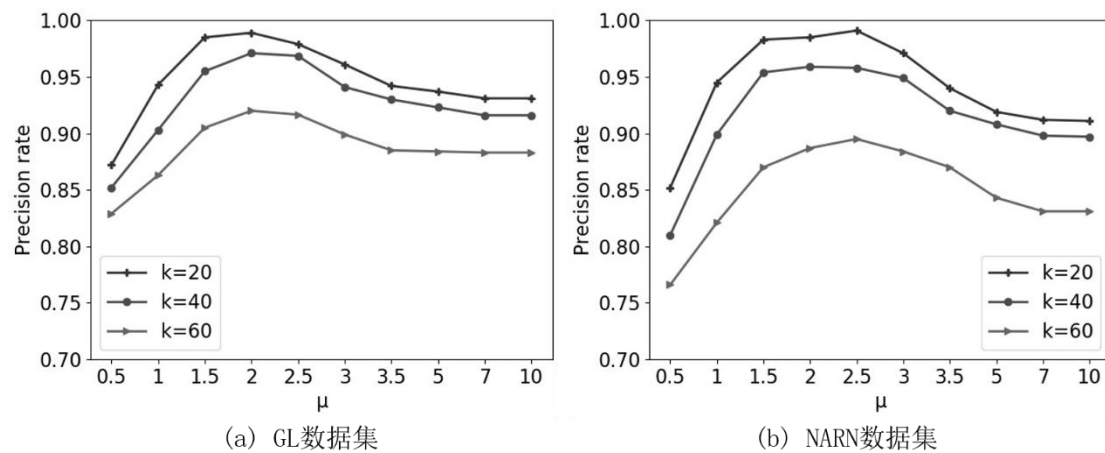 1.00
0.95
0.90
0.85
0.80
0.75
0.70
Precision rate
k=20
k=40
k=60
0.5 1 1.5 2 2.5 3 3.5 5 7 10
μ
(a) GL数据集
1.00
0.95
0.90
0.85
0.80
0.75
0.70
Precision rate
k=20
k=40
k=60
0.5 1 1.5 2 2.5 3 3.5 5 7 10
μ
(b) NARN数据集